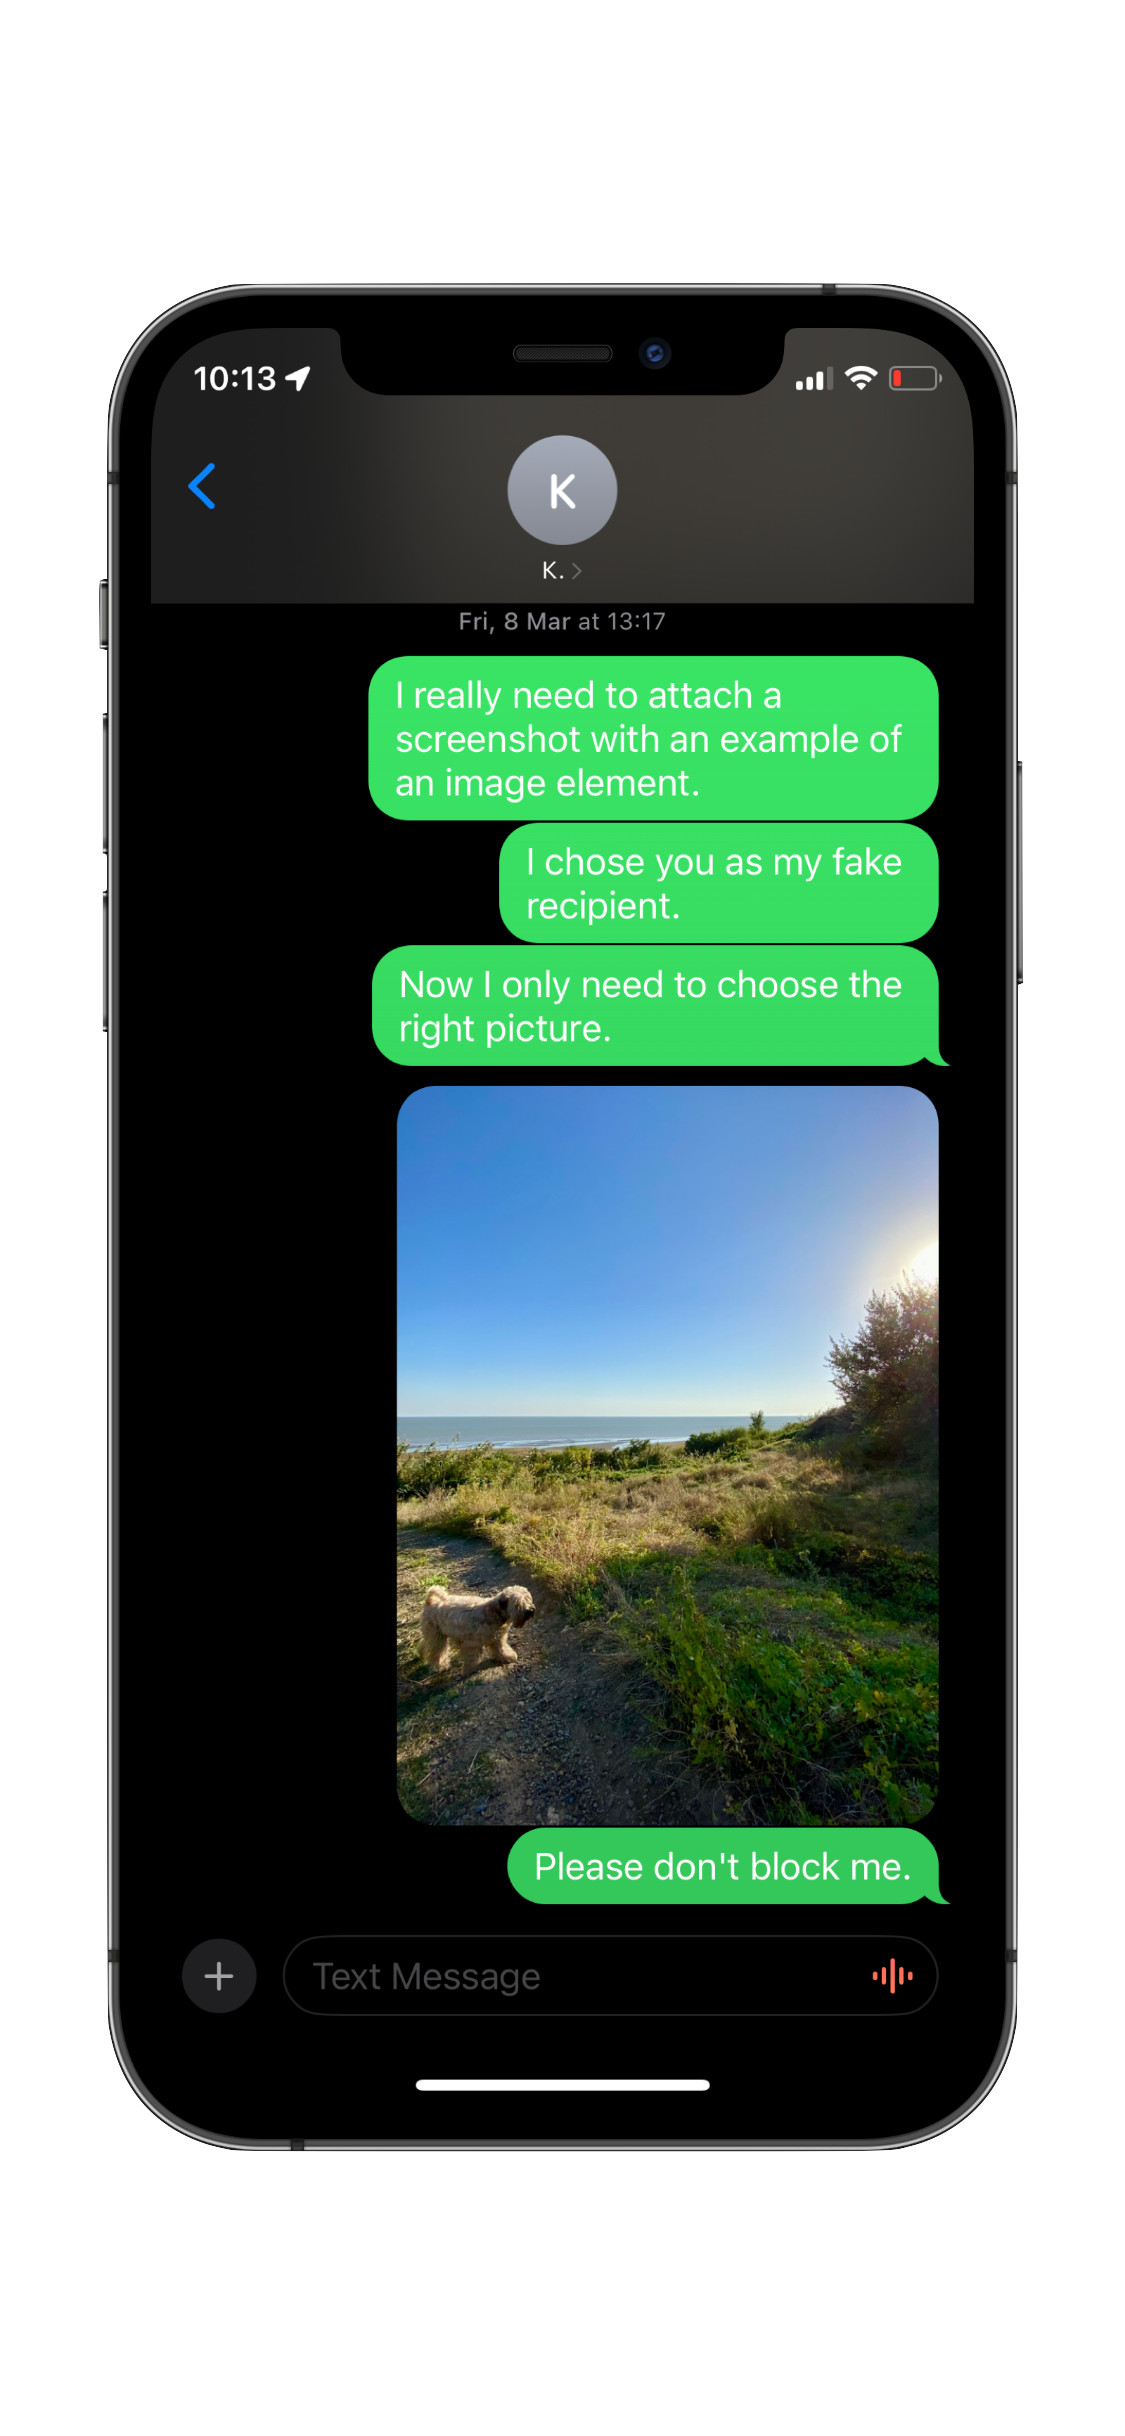 10:13
K
K.
Fri, 8 Mar at 13:17
I really need to attach a
screenshot with an example of
an image element.
I chose you as my fake
recipient.
Now I only need to choose the
right picture.
Please don't block me.
Text Message